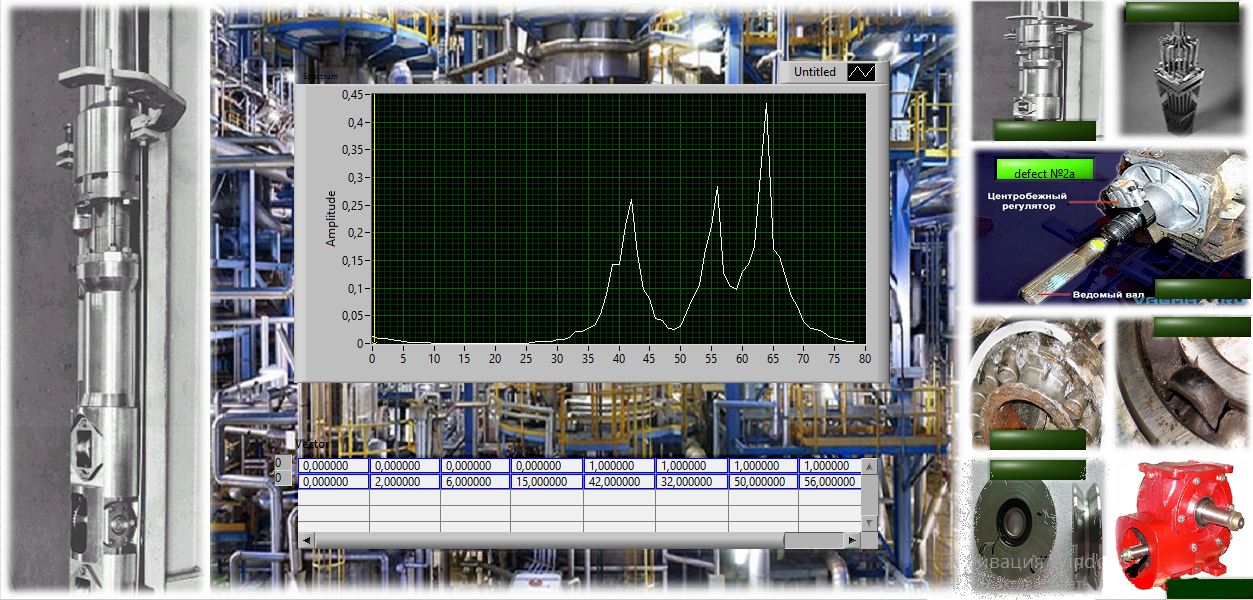 Spectrum
Untitled
Amplitude
0,45
0,4
0,35
0,3
0,25
0,2
0,15
0,1
0,05
0
0 5 10 15 20 25 30 35 40 45 50 55 60 65 70 75 80
Vector
0 0,000000 0,000000 0,000000 0,000000 1,000000 1,000000 1,000000 1,000000
0 0,000000 2,000000 6,000000 15,000000 42,000000 32,000000 50,000000 56,000000
defect №2a
Центробежный
регулятор
Ведомый вал